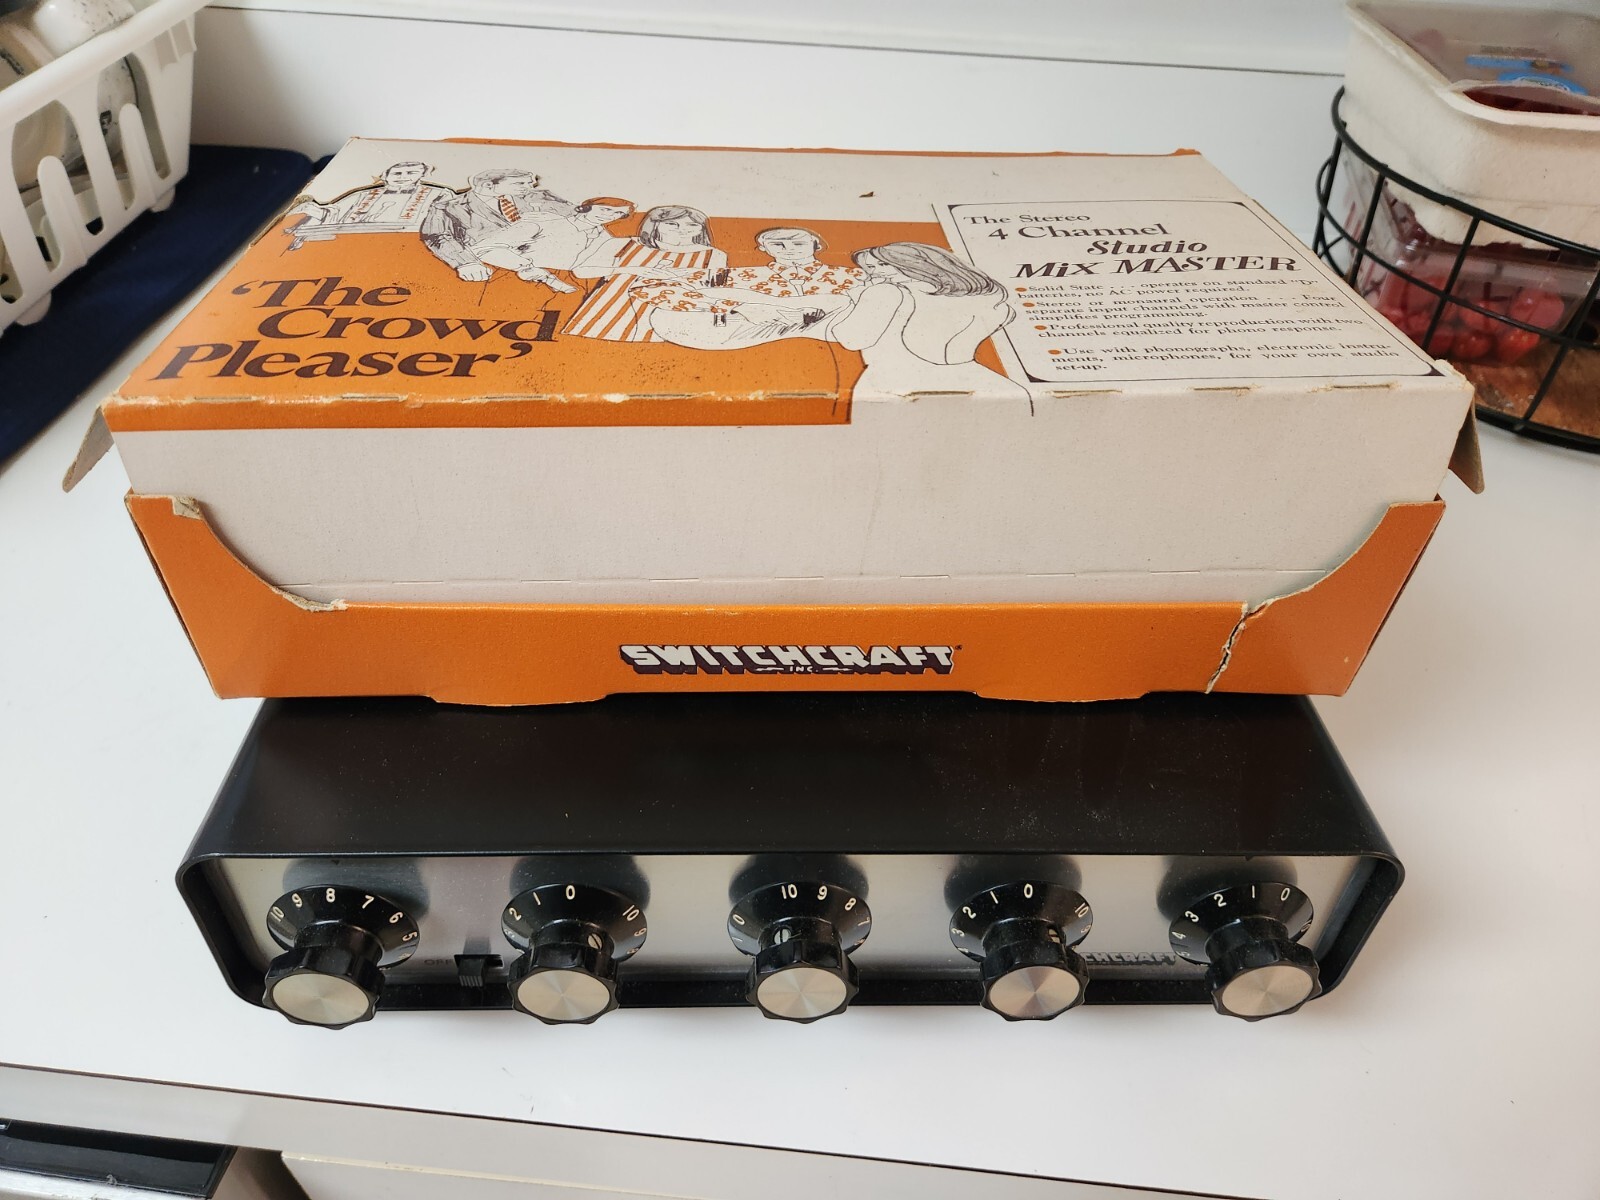 The Stereo
4 Channel
Studio
MiX MASTER
●Solid State ... operates on standard "D"
batteries, no AC power required.
●Stereo or monaural operation ... Four
separate input channels with master control
simplifies programming.
●Professional quality reproduction with two
channels equalized for phono response.
●Use with phonographs, electronic instru-
ments, microphones, for your own studio
set-up.
'The
Crowd
Pleaser'
SWITCHCRAFT®
INC.
10 9 8 7 6 5
2 1 0 10 9
1 0 10 9 8 7
3 2 1 0 10
4 3 2 1 0
OFF
CHCRAFT